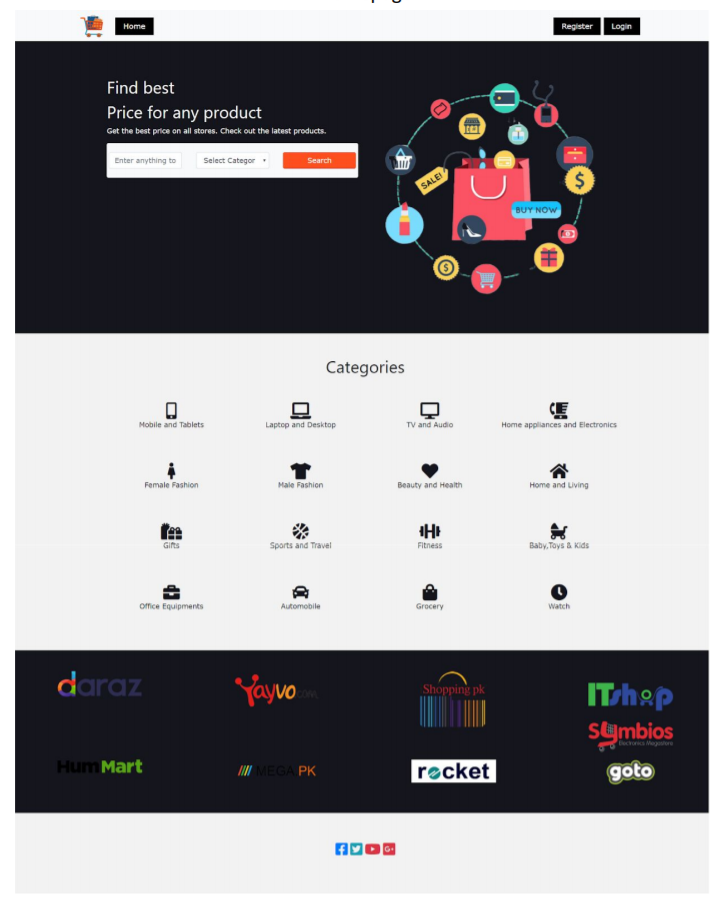 Home
Register
Login
Find best
Price for any product
Get the best price on all stores. Check out the latest products.
Enter anything to
Select Categor
Search
SALE!
BUY NOW
Categories
Mobile and Tablets
Laptop and Desktop
TV and Audio
Home appliances and Electronics
Female Fashion
Male Fashion
Beauty and Health
Home and Living
Gifts
Sports and Travel
Fitness
Baby,Toys & Kids
Office Equipments
Automobile
Grocery
Watch
daraz
Yayvo.COM
Shopping pk
ITshop
Symbios
Electronics Megastore
HumMart
MEGA PK
rocket
goto